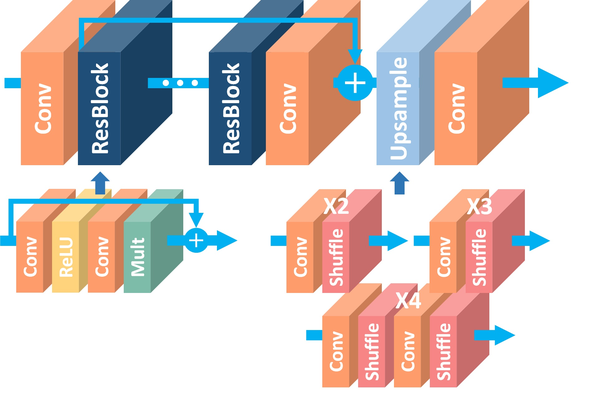 Conv
ResBlock
ResBlock
Conv
Upsample
Conv
Conv
ReLU
Conv
Mult
X2
Conv
Shuffle
X3
Conv
Shuffle
X4
Conv
Shuffle
Conv
Shuffle